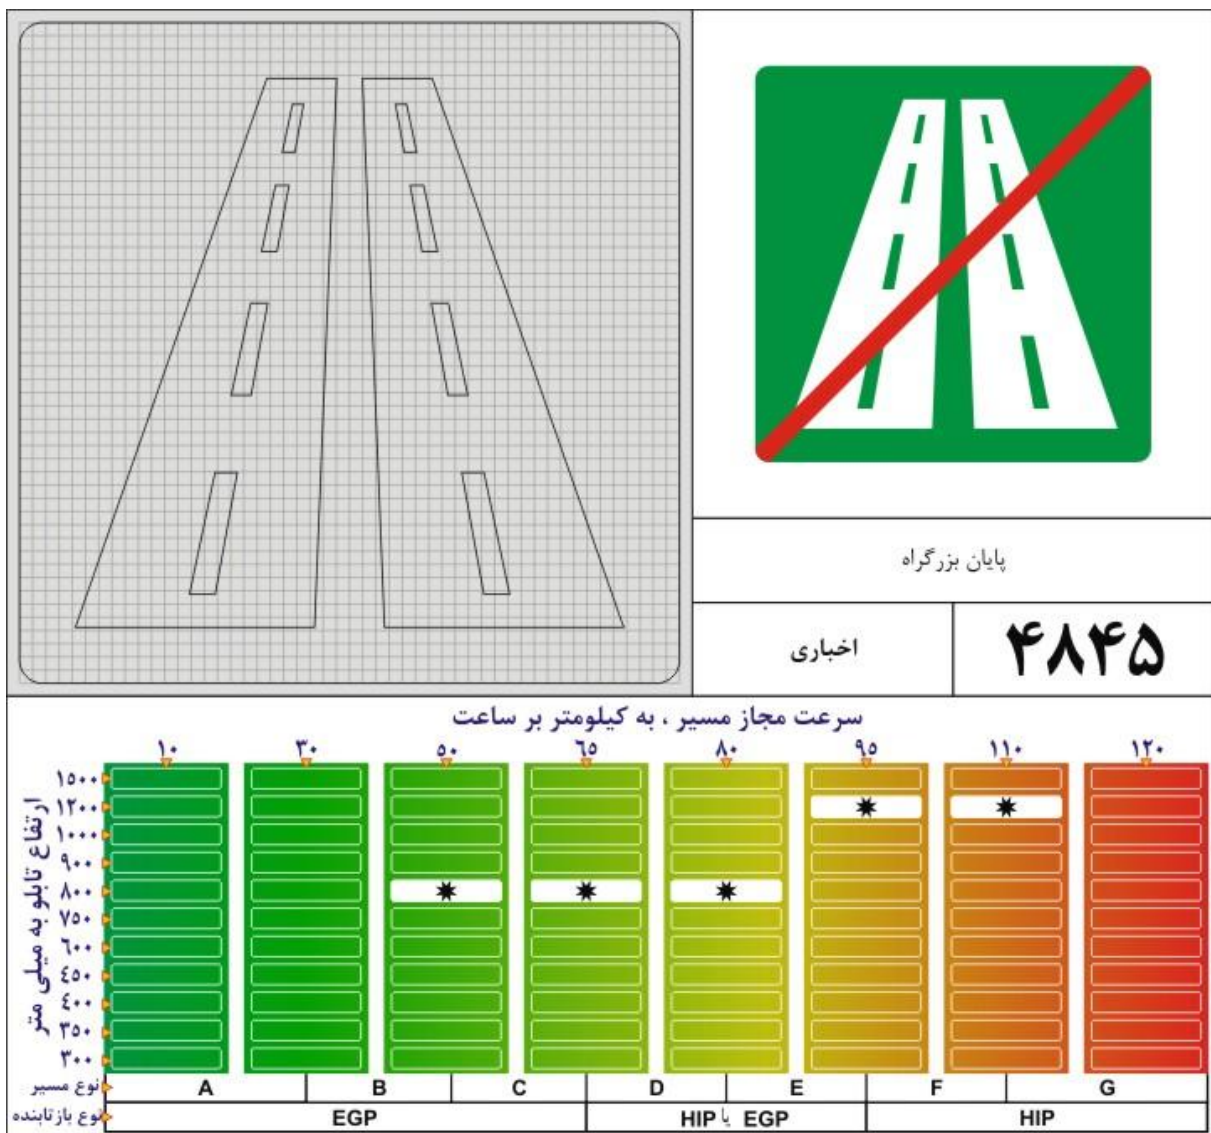 پایان بزرگراه
اخباری
۴۸۴۵
سرعت مجاز مسیر ، به کیلومتر بر ساعت
۱۰ ۳۰ ۵۰ ۶۵ ۸۰ ۹۵ ۱۱۰ ۱۲۰
ارتفاع تابلو به میلی متر
۱۵۰۰
۱۲۰۰
۱۰۰۰
۹۰۰
۸۰۰
۷۵۰
۶۰۰
٤٥٠
٤٠٠
۳۵۰
۳۰۰
نوع مسیر A B C D E F G
نوع بازتابنده EGP HIP یا EGP HIP